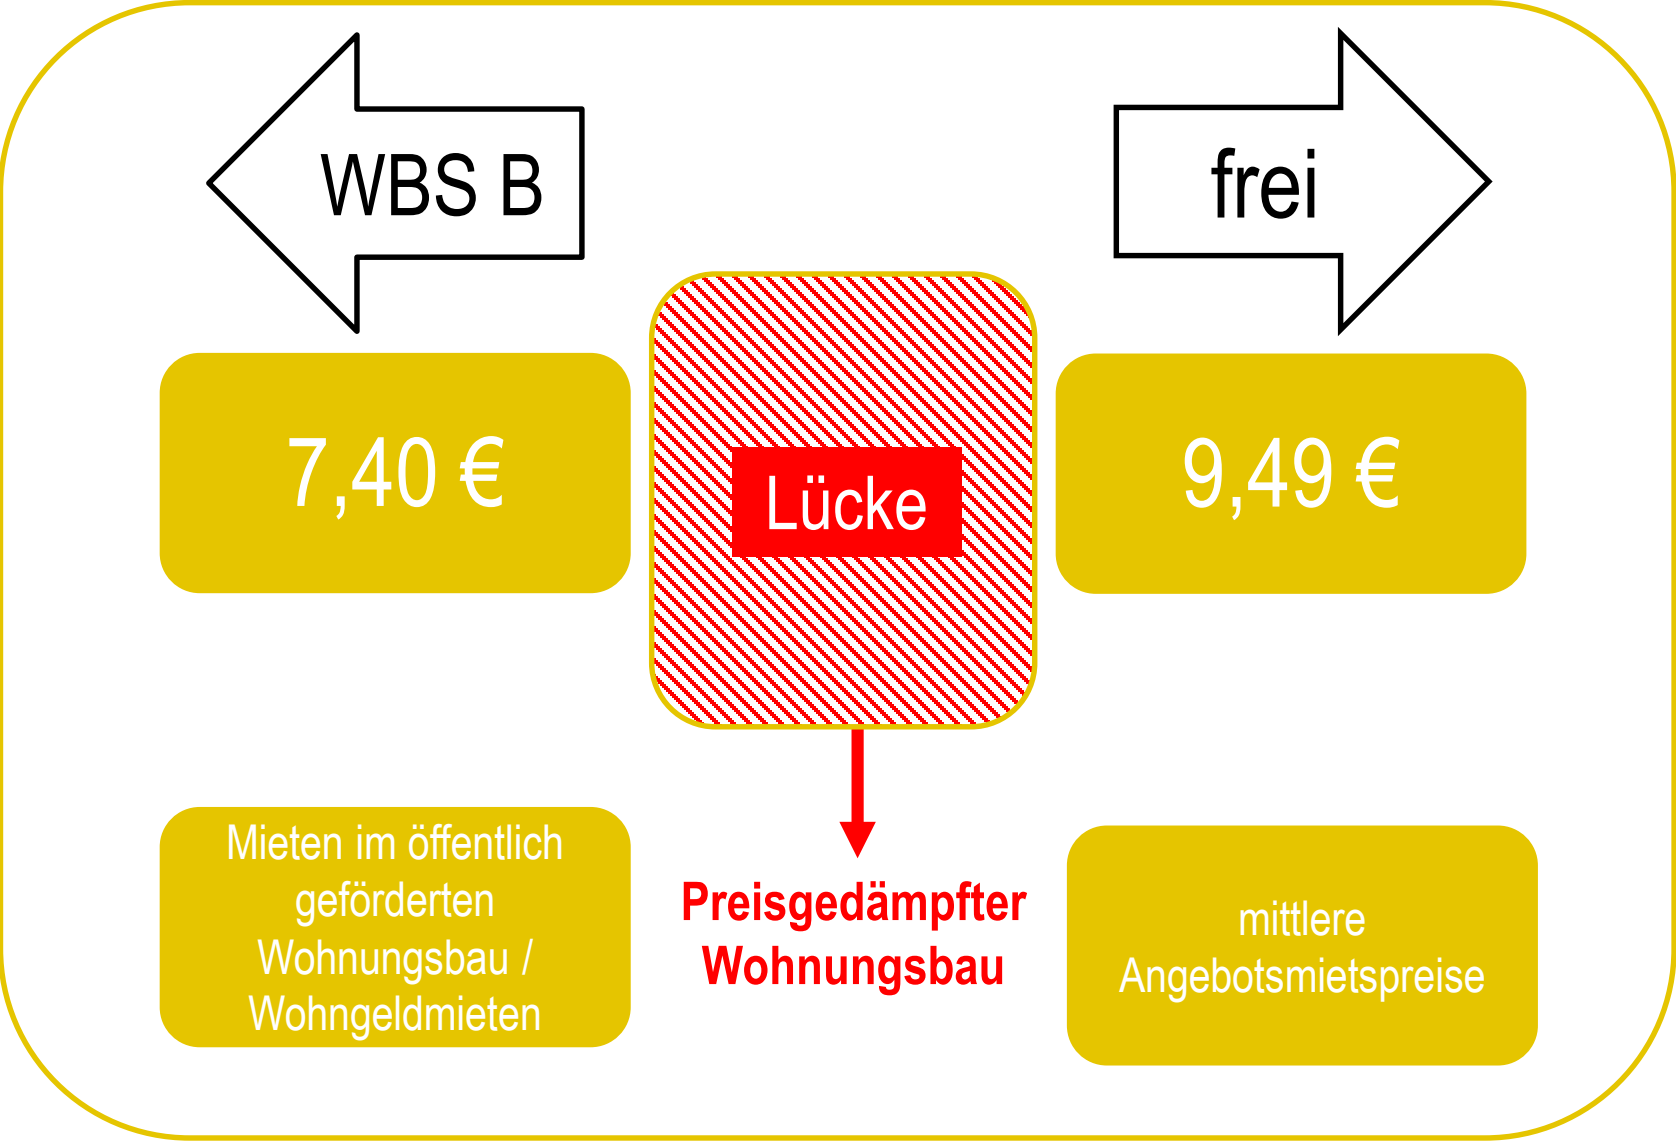 WBS B
frei
7,40 €
Lücke
9,49 €
Mieten im öffentlich
geförderten
Wohnungsbau /
Wohngeldmieten
Preisgedämpfter
Wohnungsbau
mittlere
Angebotsmietspreise